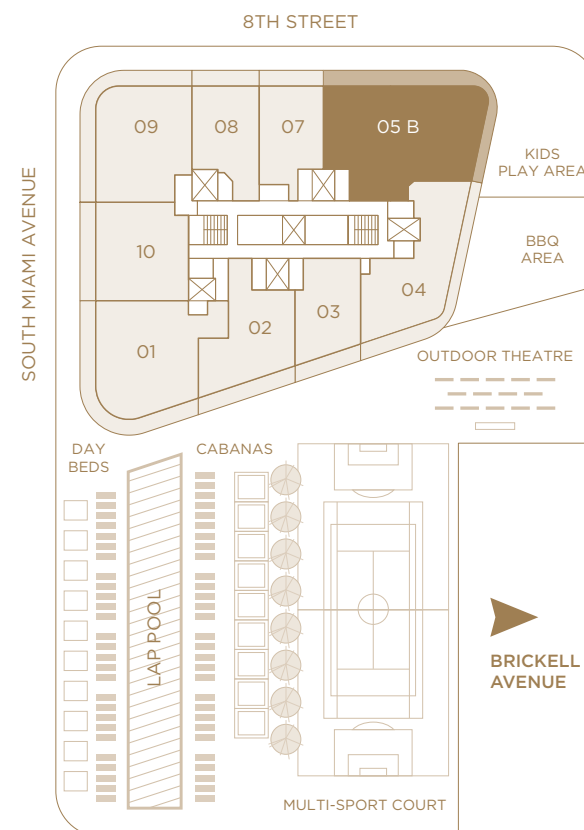 8TH STREET
09
08
07
05 B
KIDS
PLAY AREA
SOUTH MIAMI AVENUE
10
BBQ
AREA
04
03
02
01
OUTDOOR THEATRE
DAY
BEDS
CABANAS
LAP POOL
BRICKELL
AVENUE
MULTI-SPORT COURT